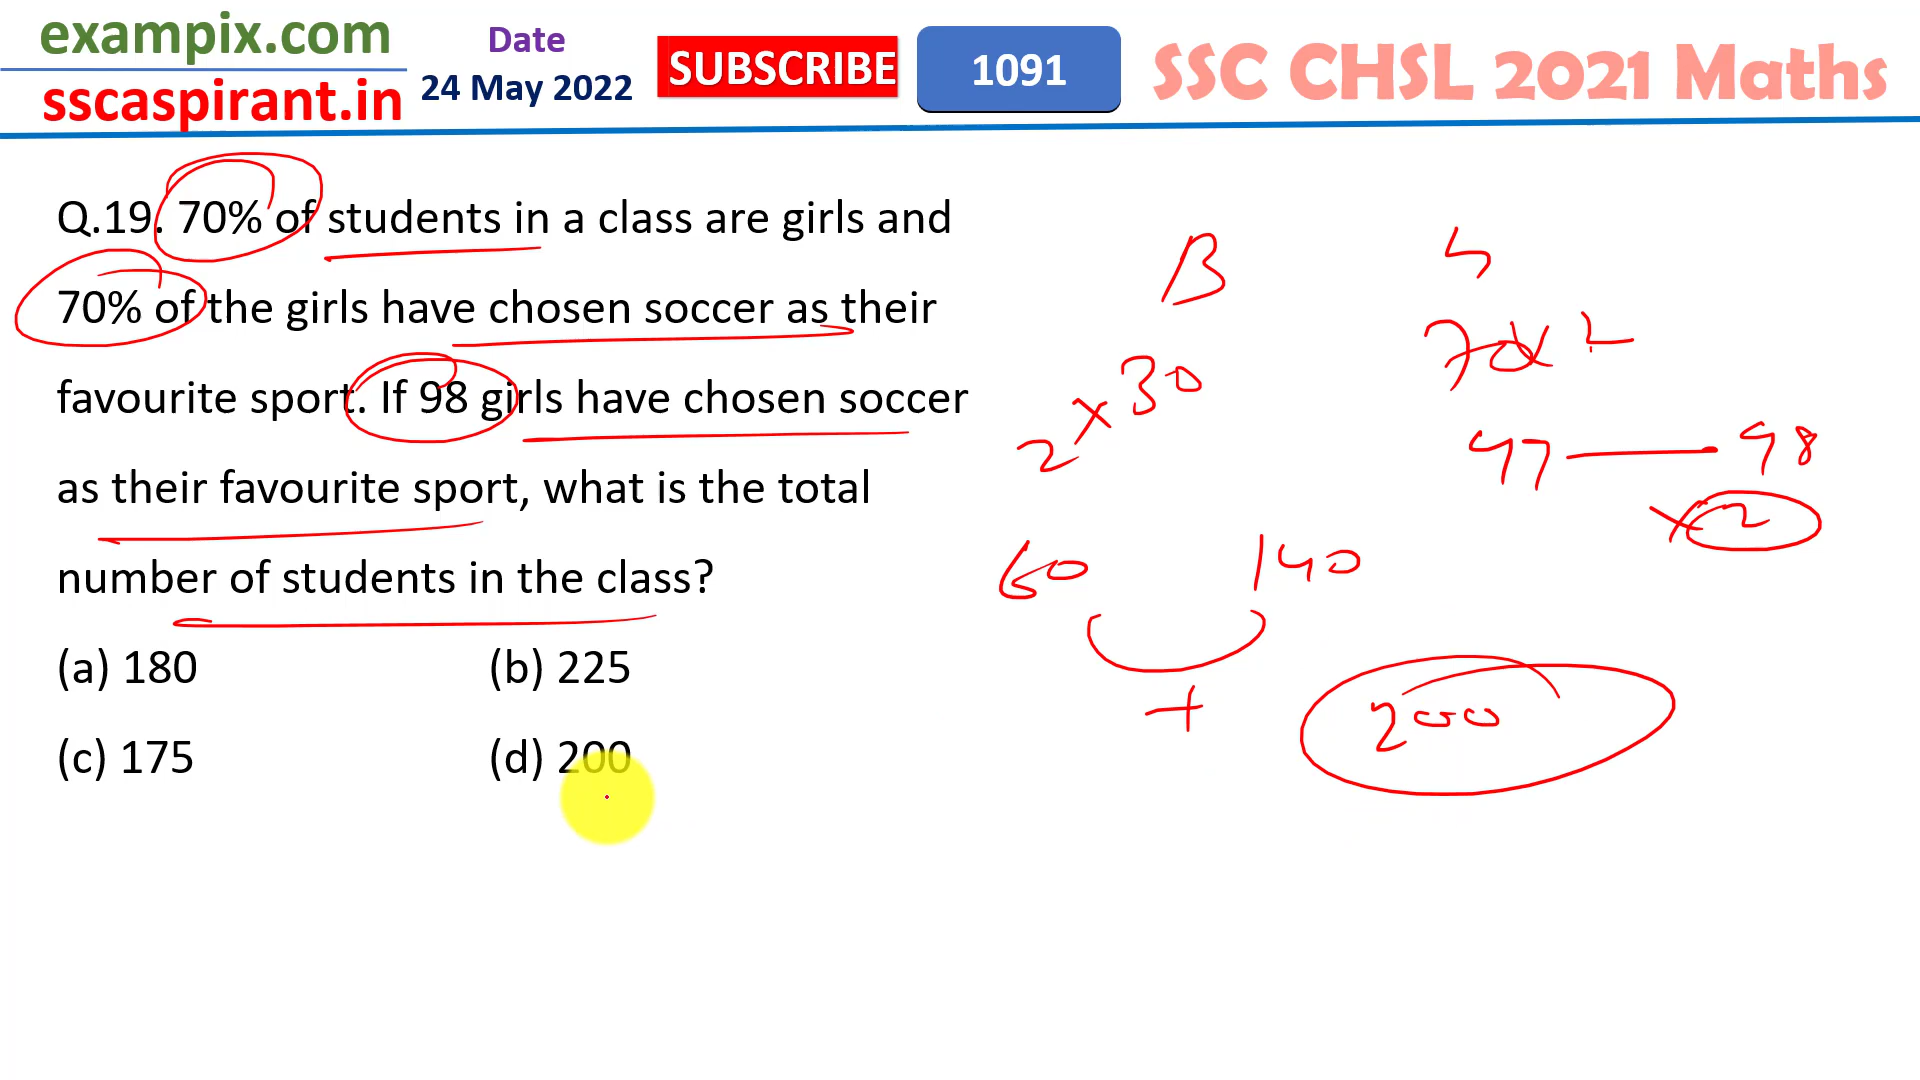 exampix.com
sscaspirant.in
Date
24 May 2022
SUBSCRIBE
1091
SSC CHSL 2021 Maths
Q.19. 70% of students in a class are girls and
70% of the girls have chosen soccer as their
favourite sport. If 98 girls have chosen soccer
as their favourite sport, what is the total
number of students in the class?
(a) 180 (b) 225
(c) 175 (d) 200
B
2 × 30
98
×2
60 140
+
200